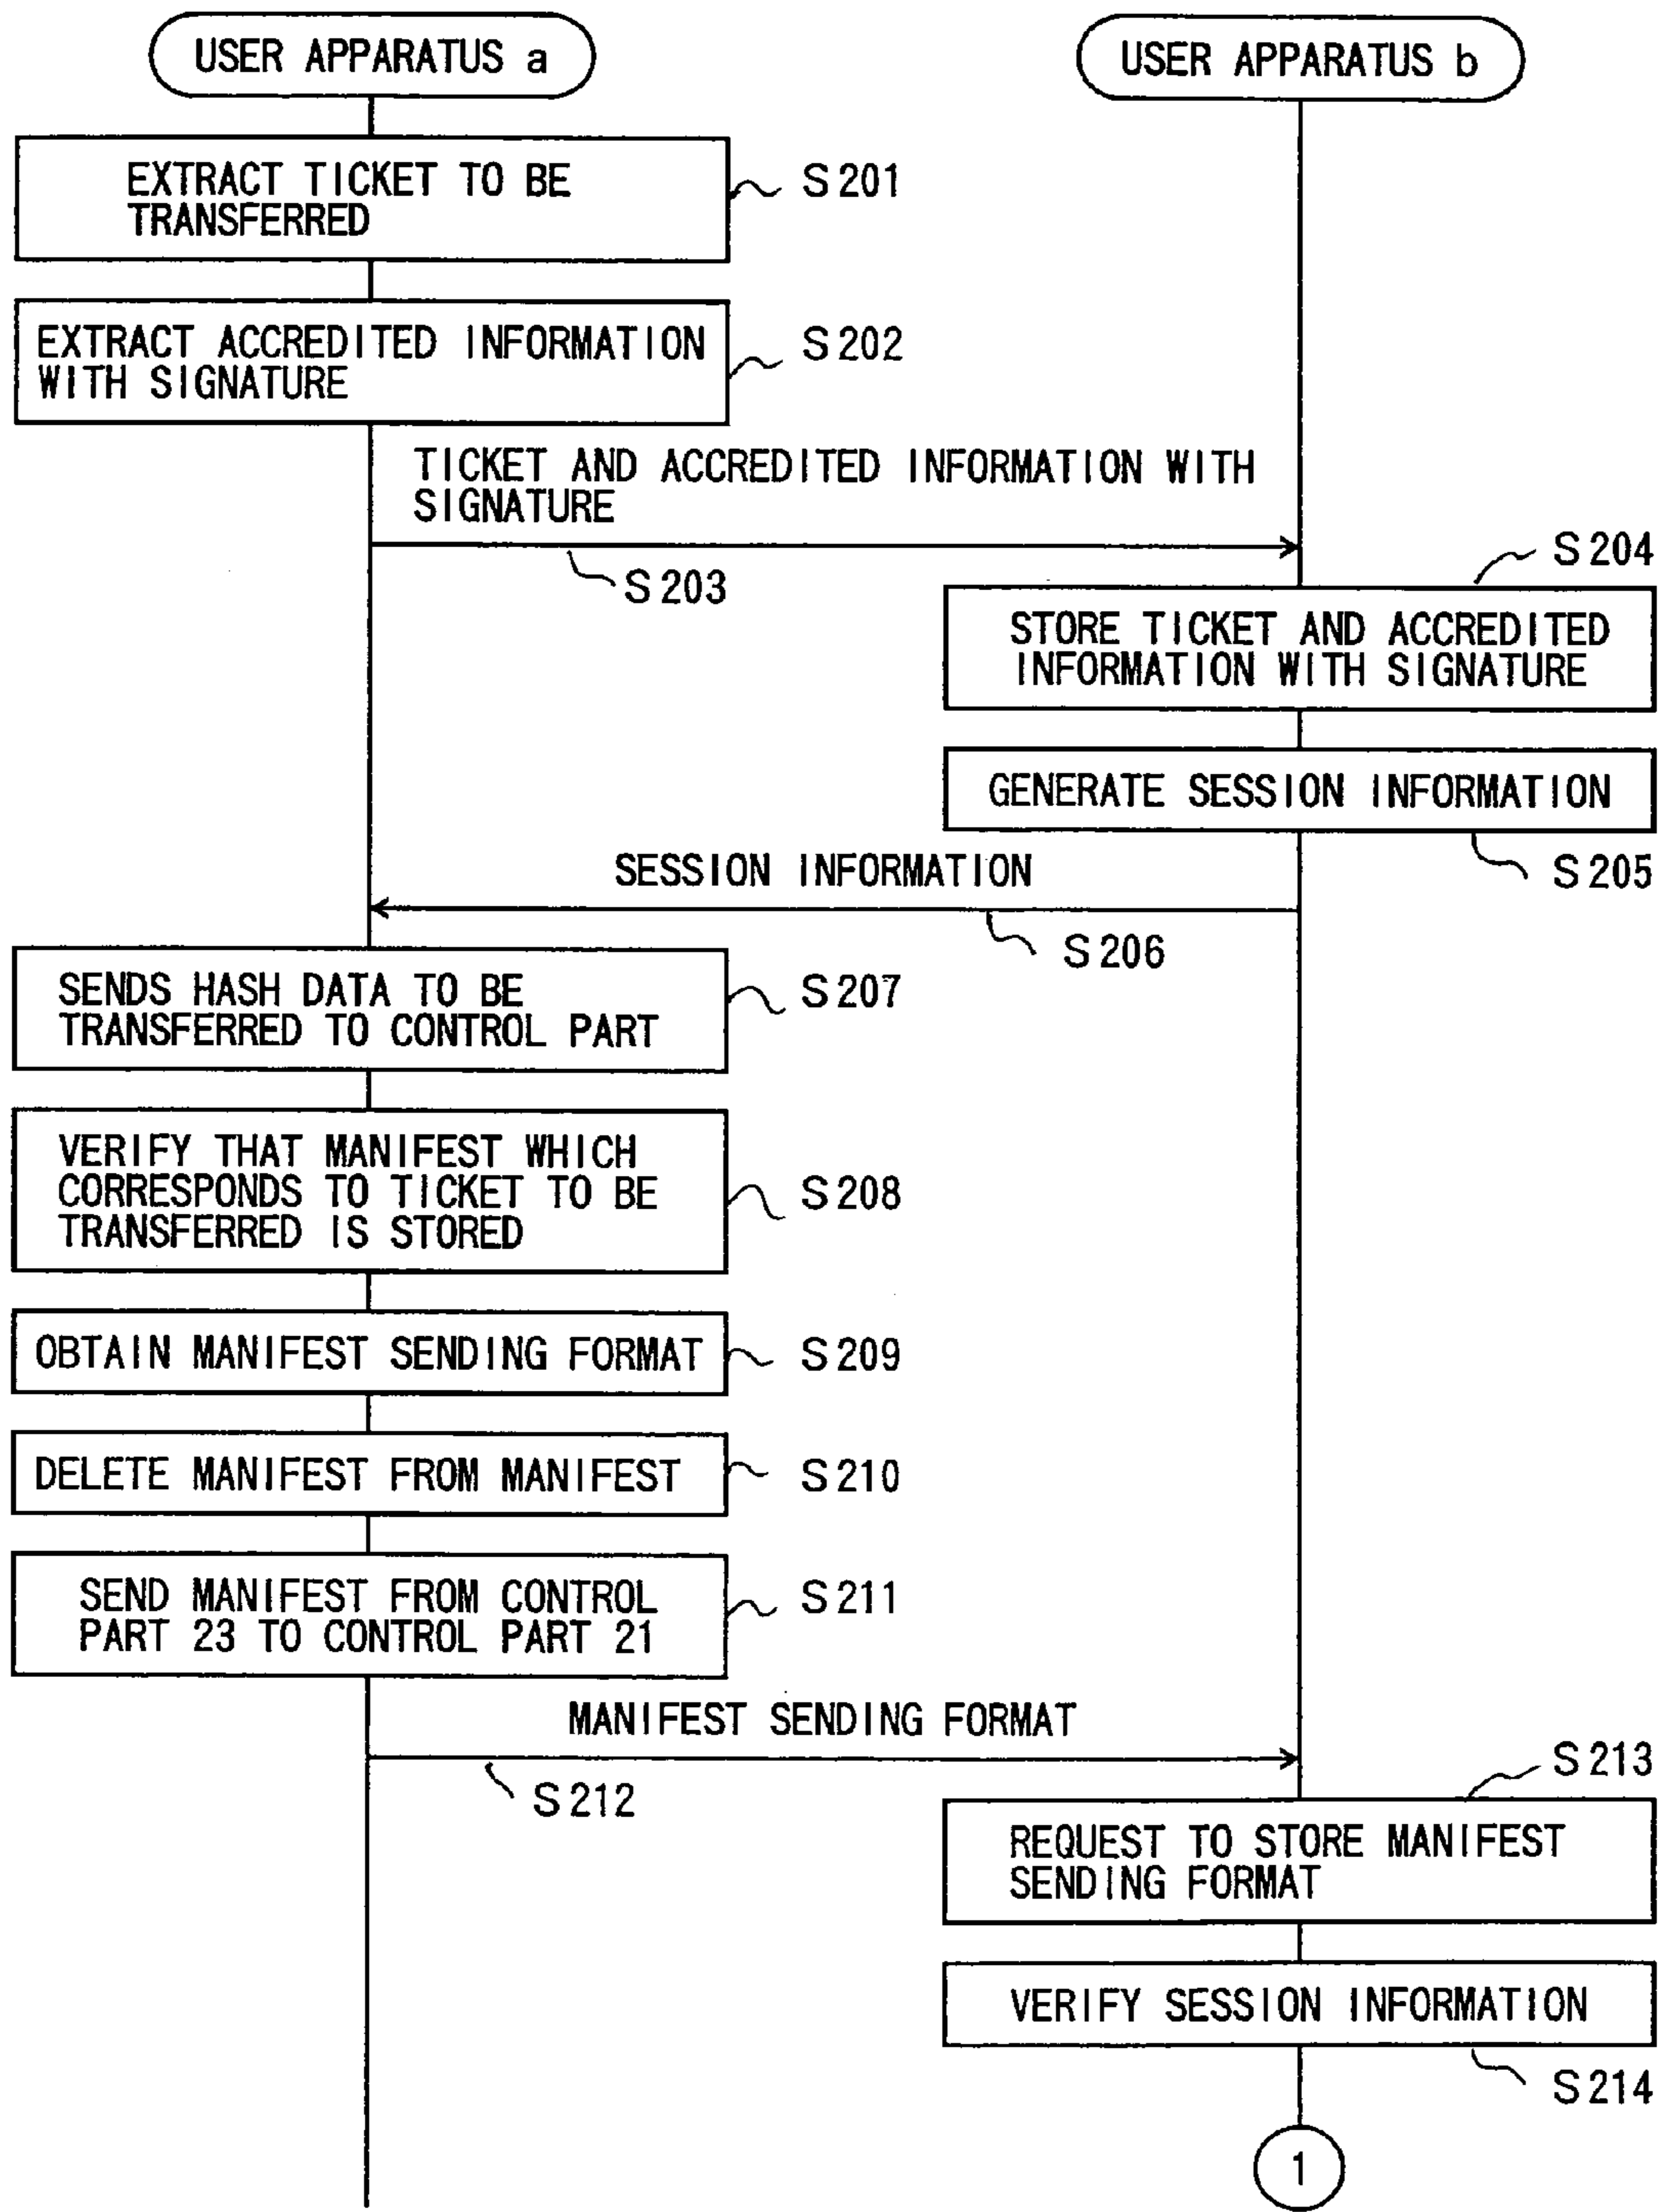 USER APPARATUS a
USER APPARATUS b
EXTRACT TICKET TO BE
TRANSFERRED
S201
EXTRACT ACCREDITED INFORMATION
WITH SIGNATURE
S202
TICKET AND ACCREDITED INFORMATION WITH
SIGNATURE
S203
S204
STORE TICKET AND ACCREDITED
INFORMATION WITH SIGNATURE
GENERATE SESSION INFORMATION
S205
SESSION INFORMATION
S206
SENDS HASH DATA TO BE
TRANSFERRED TO CONTROL PART
S207
VERIFY THAT MANIFEST WHICH
CORRESPONDS TO TICKET TO BE
TRANSFERRED IS STORED
S208
OBTAIN MANIFEST SENDING FORMAT
S209
DELETE MANIFEST FROM MANIFEST
S210
SEND MANIFEST FROM CONTROL
PART 23 TO CONTROL PART 21
S211
MANIFEST SENDING FORMAT
S212
S213
REQUEST TO STORE MANIFEST
SENDING FORMAT
VERIFY SESSION INFORMATION
S214
1